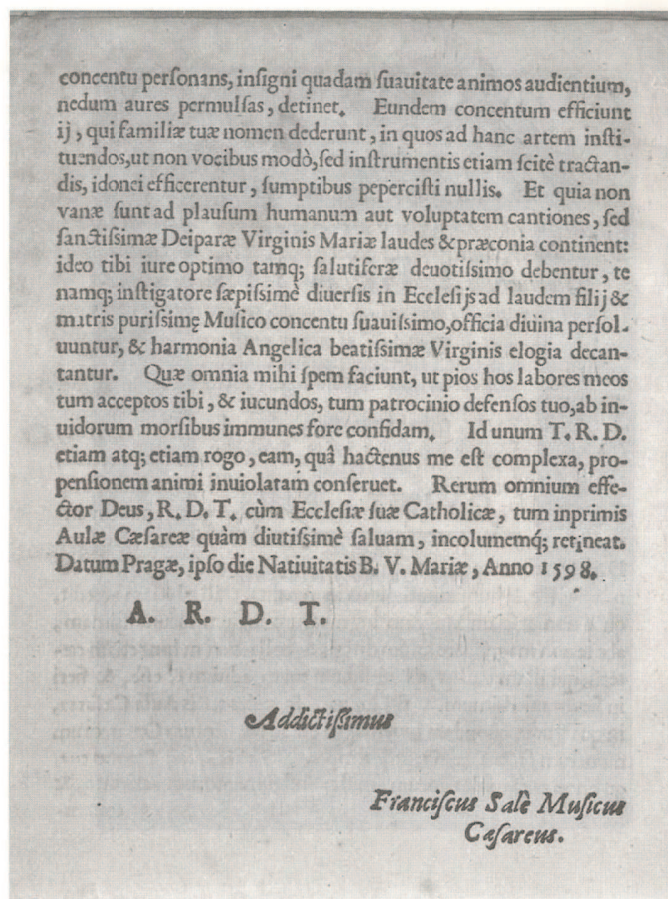 concentu perſonans, inſigni quadam ſuauitate animos audientium,
nedum aures permulſas, detinet. Eundem concentum efficiunt
ij, qui familiæ tuæ nomen dederunt, in quos ad hanc artem inſti-
tuendos, ut non vocibus modò, ſed inſtrumentis etiam ſcitè tractan-
dis, idonei efficerentur, ſumptibus peperciſti nullis. Et quia non
vanæ ſunt ad plauſum humanum aut voluptatem cantiones, ſed
ſanctiſſimæ Deiparæ Virginis Mariæ laudes & præconia continent:
ideo tibi iure optimo tamq; ſalutiferæ deuotiſſimo debentur, te
namq; inſtigatore ſæpiſſimè diuerſis in Eccleſijs ad laudem filij &
matris puriſſimę Muſico concentu ſuauiſsimo, officia diuina perſol-
uuntur, & harmonia Angelica beatiſſimæ Virginis elogia decan-
tantur. Quæ omnia mihi ſpem faciunt, ut pios hos labores meos
tum acceptos tibi, & iucundos, tum patrocinio defenſos tuo, ab in-
uidorum morſibus immunes fore confidam. Id unum T. R. D.
etiam atq; etiam rogo, eam, quâ hactenus me eſt complexa, pro-
penſionem animi inuiolatam conſeruet. Rerum omnium effe-
ctor Deus, R. D. T. cùm Eccleſiæ ſuæ Catholicæ, tum inprimis
Aulæ Cæſareæ quàm diutiſſimè ſaluam, incolumemq́; retineat.
Datum Pragæ, ipſo die Natiuitatis B. V. Mariæ, Anno 1598.
A. R. D. T.
Addictiſſimus
Franciſcus Salè Muſicus
Cæſareus.